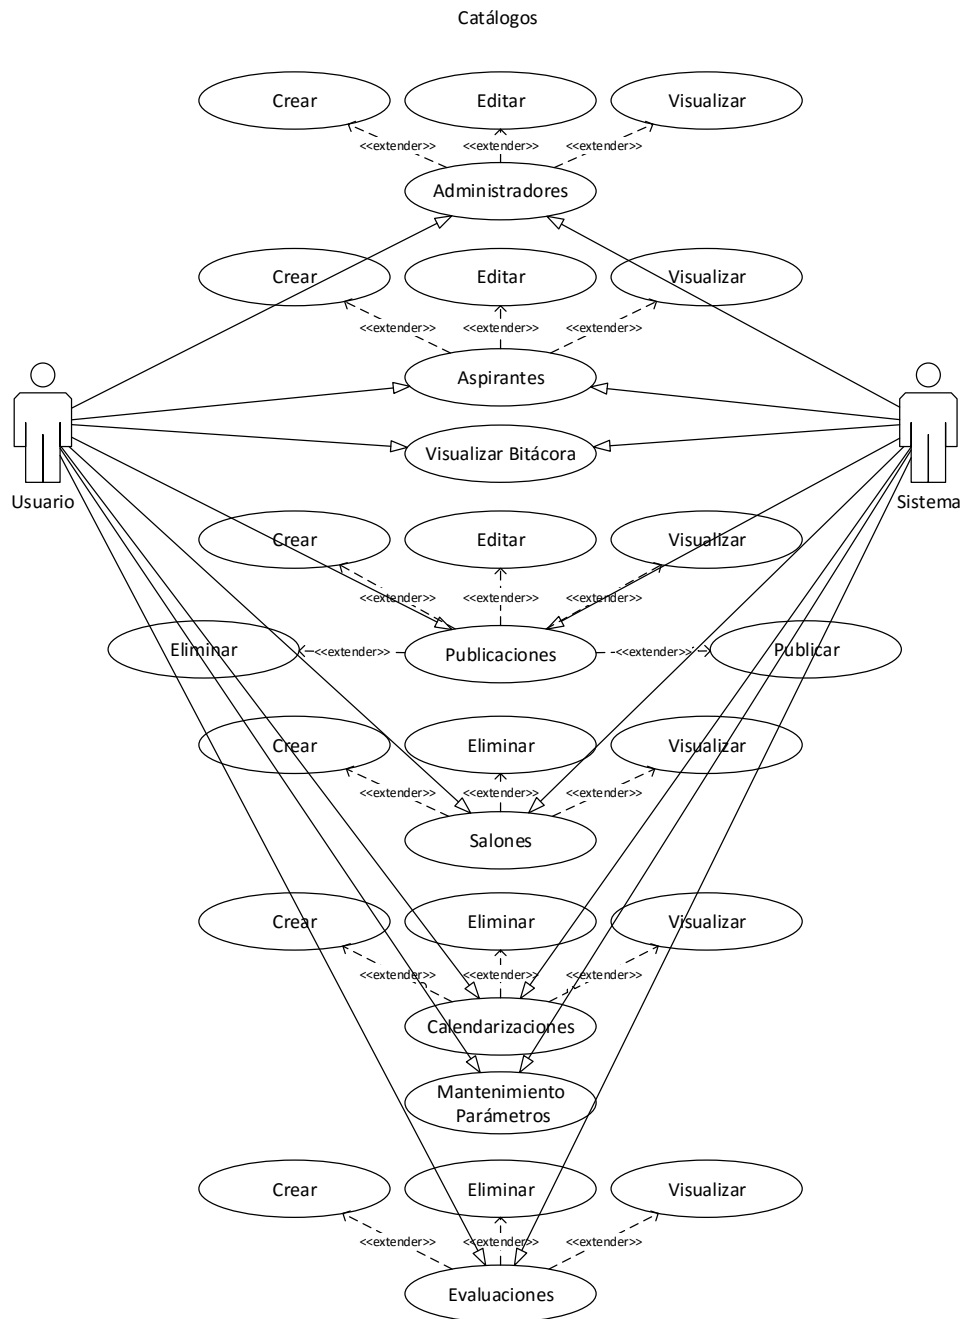 Catálogos
Crear
Editar
Visualizar
<<extender>>
<<extender>>
<<extender>>
Administradores
Crear
Editar
Visualizar
<<extender>>
<<extender>>
<<extender>>
Aspirantes
Visualizar Bitácora
Usuario
Sistema
Crear
Editar
Visualizar
<<extender>>
<<extender>>
<<extender>>
Eliminar
<<extender>>
Publicaciones
<<extender>>
Publicar
Crear
Eliminar
Visualizar
<<extender>>
<<extender>>
<<extender>>
Salones
Crear
Eliminar
Visualizar
<<extender>>
<<extender>>
<<extender>>
Calendarizaciones
Mantenimiento
Parámetros
Crear
Eliminar
Visualizar
<<extender>>
<<extender>>
<<extender>>
Evaluaciones